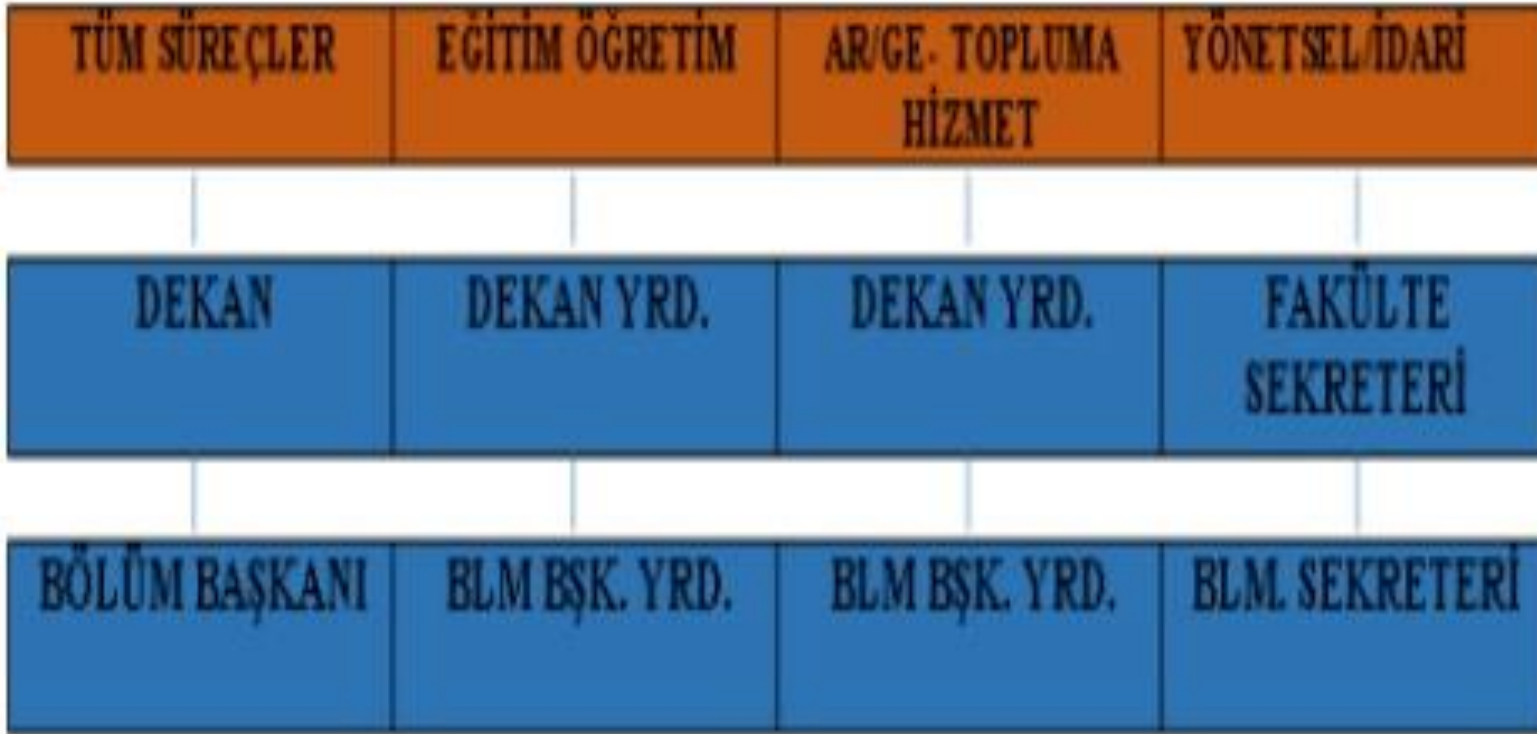 TÜM SÜREÇLER
EĞİTİM ÖĞRETİM
AR/GE- TOPLUMA
HİZMET
YÖNETSEL/İDARİ
DEKAN
DEKAN YRD.
DEKAN YRD.
FAKÜLTE
SEKRETERİ
BÖLÜM BAŞKANI
BLM BŞK. YRD.
BLM BŞK. YRD.
BLM. SEKRETERİ